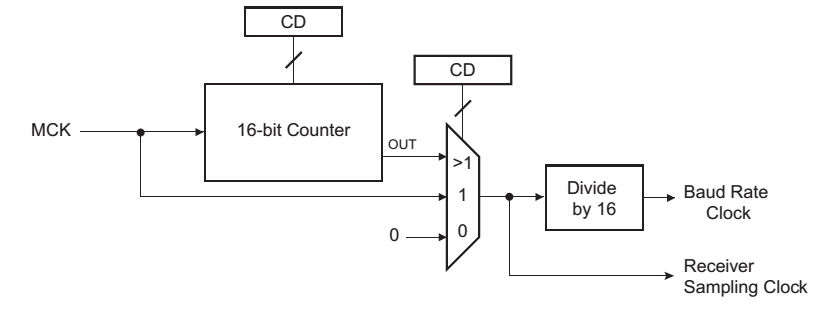 CD
CD
MCK
16-bit Counter
OUT
>1
1
0
0
Divide
by 16
Baud Rate
Clock
Receiver
Sampling Clock